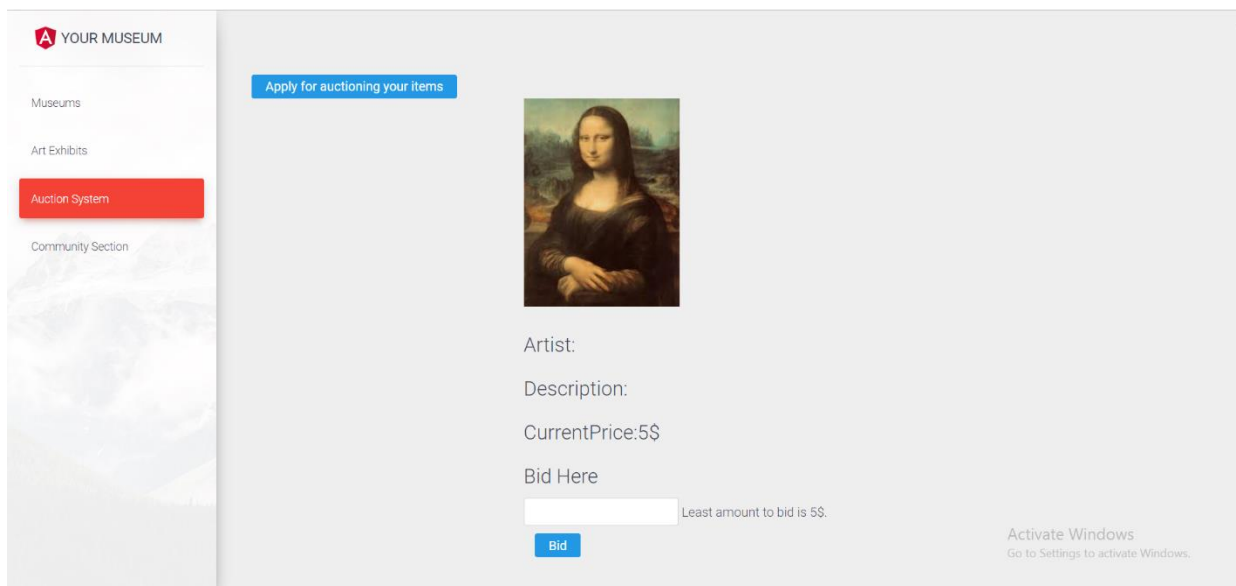 YOUR MUSEUM
Museums
Art Exhibits
Auction System
Community Section
Apply for auctioning your items
Artist:
Description:
CurrentPrice:5$
Bid Here
Least amount to bid is 5$.
Bid
Activate Windows
Go to Settings to activate Windows.